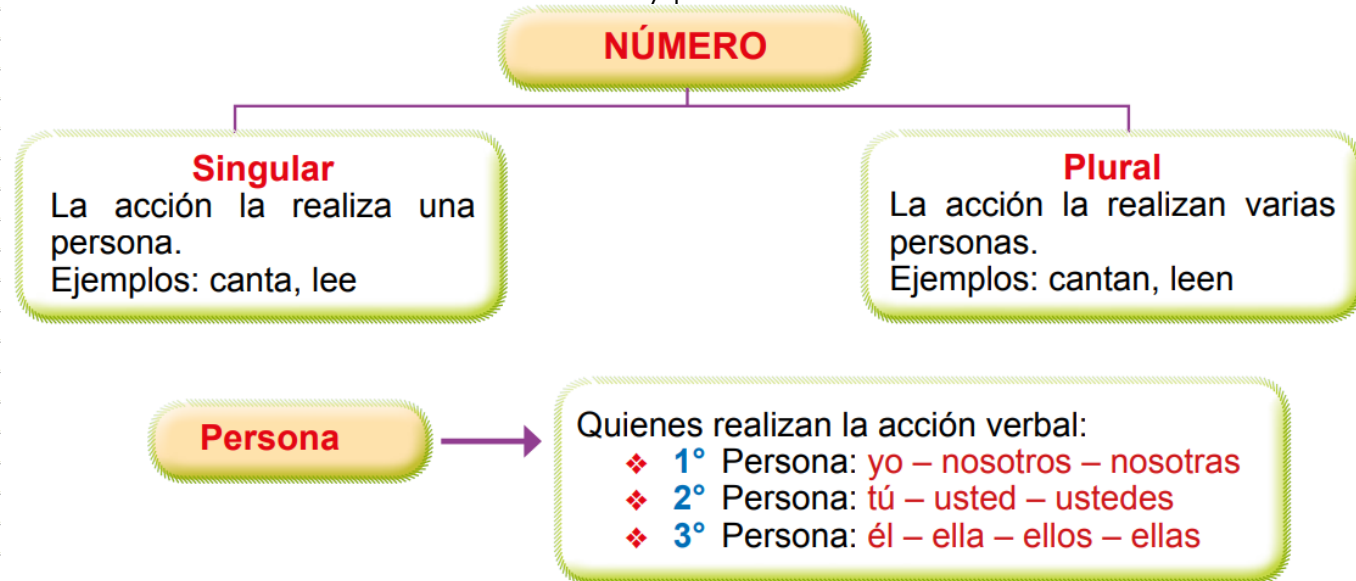 NÚMERO
Singular
La acción la realiza una
persona.
Ejemplos: canta, lee
Plural
La acción la realizan varias
personas.
Ejemplos: cantan, leen
Persona
Quienes realizan la acción verbal:
❖ 1° Persona: yo – nosotros – nosotras
❖ 2° Persona: tú – usted – ustedes
❖ 3° Persona: él – ella – ellos – ellas